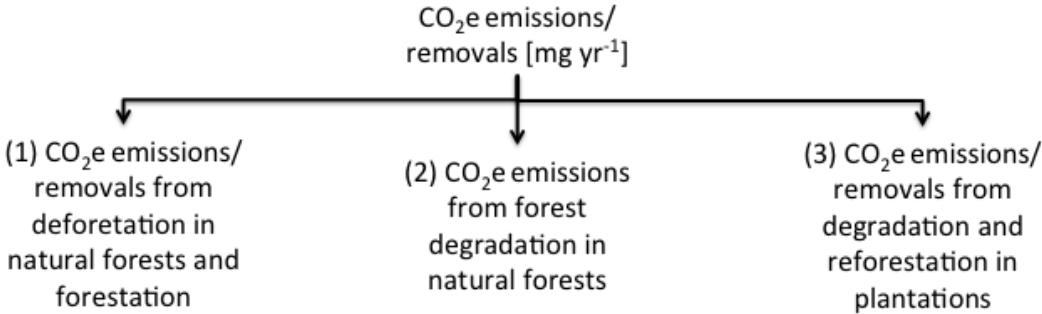 CO₂e emissions/
removals [mg yr⁻¹]
(1) CO₂e emissions/
removals from
deforetation in
natural forests and
forestation
(2) CO₂e emissions
from forest
degradation in
natural forests
(3) CO₂e emissions/
removals from
degradation and
reforestation in
plantations